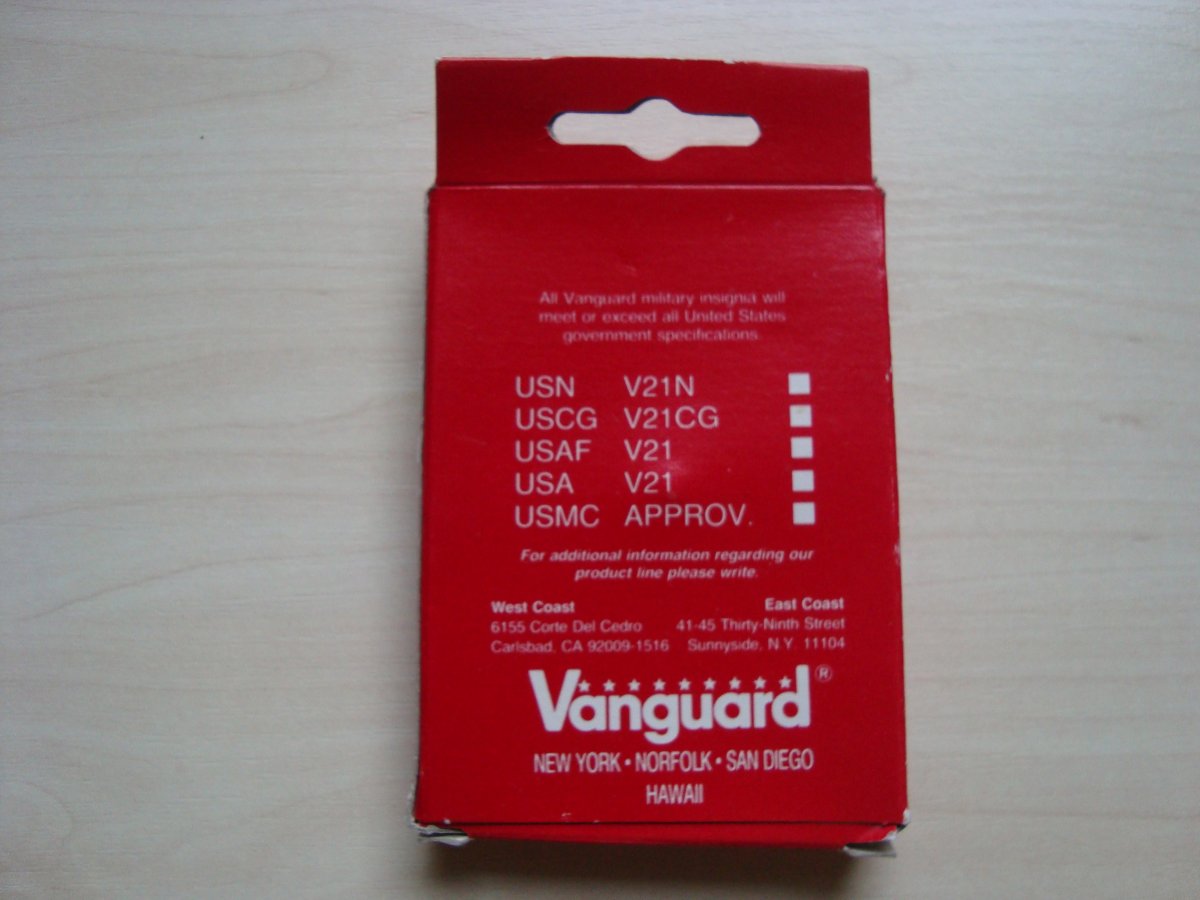 All Vanguard military insignia will
meet or exceed all United States
government specifications.
USN V21N
USCG V21CG
USAF V21
USA V21
USMC APPROV.
For additional information regarding our
product line please write.
West Coast East Coast
6155 Corte Del Cedro 41-45 Thirty-Ninth Street
Carlsbad, CA 92009-1516 Sunnyside, N.Y. 11104
Vanguard ®
NEW YORK • NORFOLK • SAN DIEGO
HAWAII